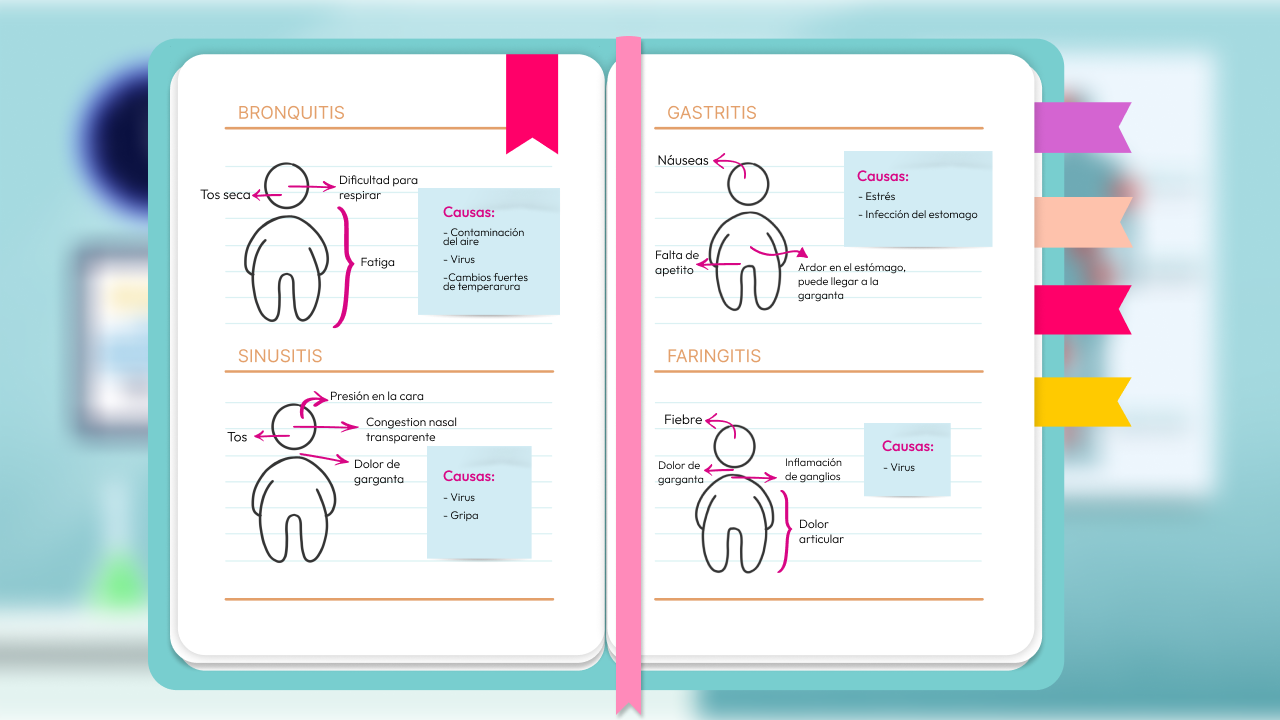 BRONQUITIS
Tos seca
Dificultad para
respirar
Fatiga
Causas:
- Contaminación
del aire
- Virus
-Cambios fuertes
de temperarura
SINUSITIS
Presión en la cara
Congestion nasal
transparente
Tos
Dolor de
garganta
Causas:
- Virus
- Gripa
GASTRITIS
Náuseas
Falta de
apetito
Ardor en el estómago,
puede llegar a la
garganta
Causas:
- Estrés
- Infección del estomago
FARINGITIS
Fiebre
Dolor de
garganta
Inflamación
de ganglios
Dolor
articular
Causas:
- Virus